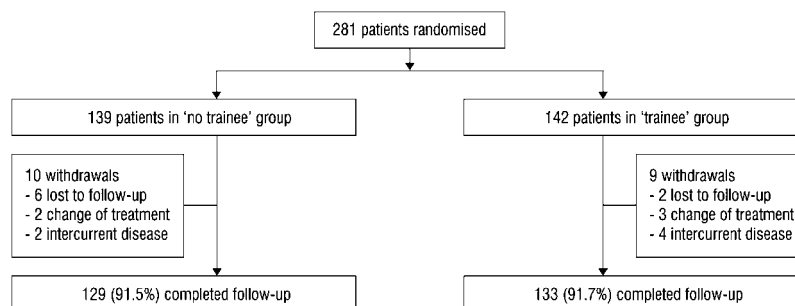 281 patients randomised
139 patients in ‘no trainee’ group
142 patients in ‘trainee’ group
10 withdrawals
- 6 lost to follow-up
- 2 change of treatment
- 2 intercurrent disease
9 withdrawals
- 2 lost to follow-up
- 3 change of treatment
- 4 intercurrent disease
129 (91.5%) completed follow-up
133 (91.7%) completed follow-up